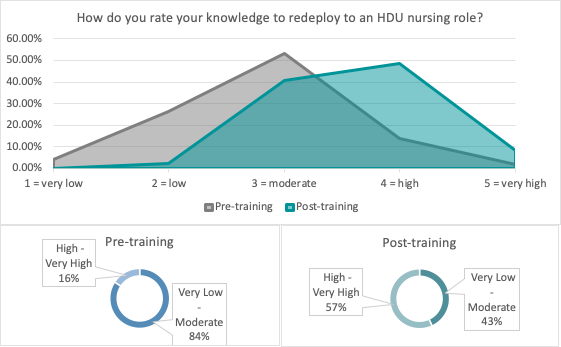 How do you rate your knowledge to redeploy to an HDU nursing role?
60.00%
50.00%
40.00%
30.00%
20.00%
10.00%
0.00%
1 = very low
2 = low
3 = moderate
4 = high
5 = very high
Pre-training
Post-training
Pre-training
High -
Very High
16%
Very Low
-
Moderate
84%
Post-training
High -
Very High
57%
Very Low
-
Moderate
43%